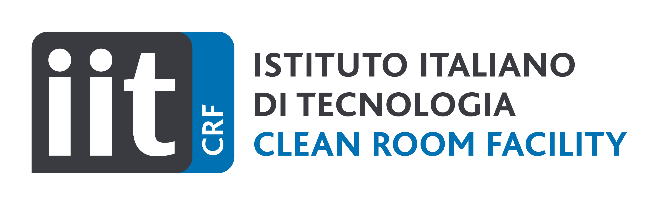 iit
CRF
ISTITUTO ITALIANO
DI TECNOLOGIA
CLEAN ROOM FACILITY